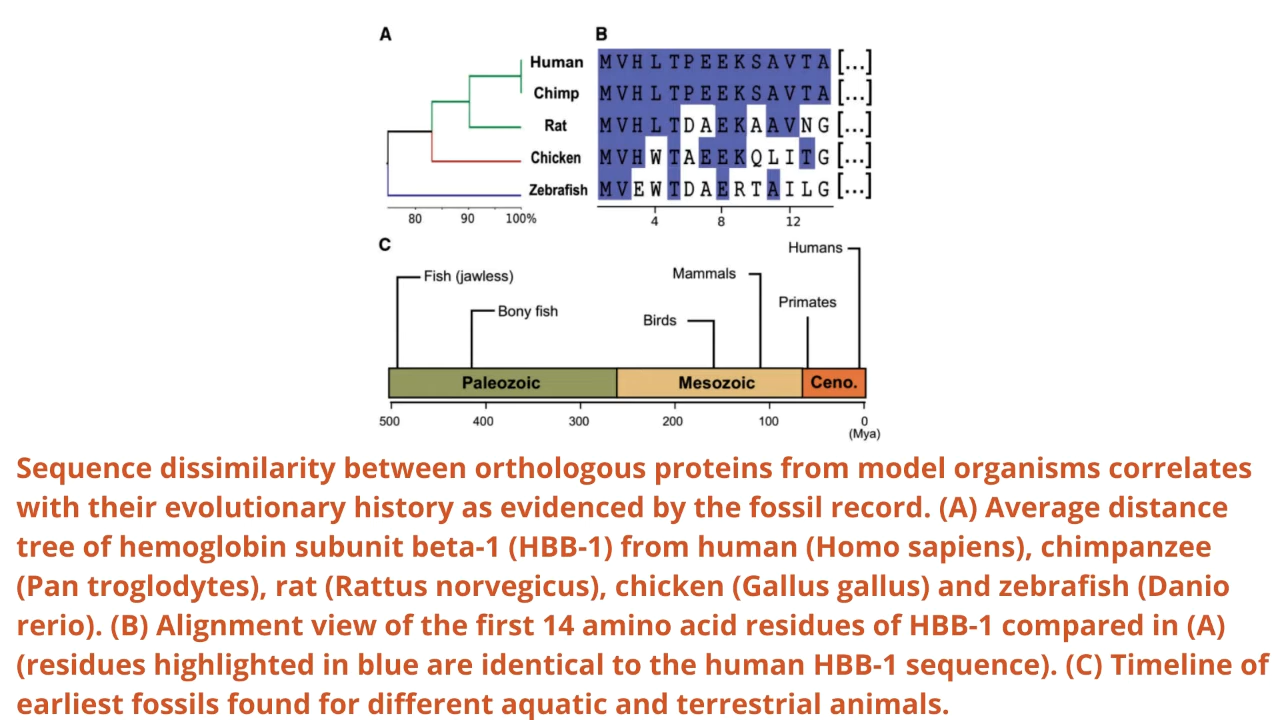 A
B
Human MVHLTPEEKSAVTA [...]
Chimp MVHLTPEEKSAVTA [...]
Rat MVHLTDAEKAAVNG [...]
Chicken MVHWTAEEKQLITG [...]
Zebrafish MVEWTDAERTAILG [...]
80 90 100%
4 8 12
C
Humans
Fish (jawless)
Mammals
Primates
Bony fish
Birds
Paleozoic Mesozoic Ceno.
500 400 300 200 100 0
(Mya)
Sequence dissimilarity between orthologous proteins from model organisms correlates
with their evolutionary history as evidenced by the fossil record. (A) Average distance
tree of hemoglobin subunit beta-1 (HBB-1) from human (Homo sapiens), chimpanzee
(Pan troglodytes), rat (Rattus norvegicus), chicken (Gallus gallus) and zebrafish (Danio
rerio). (B) Alignment view of the first 14 amino acid residues of HBB-1 compared in (A)
(residues highlighted in blue are identical to the human HBB-1 sequence). (C) Timeline of
earliest fossils found for different aquatic and terrestrial animals.